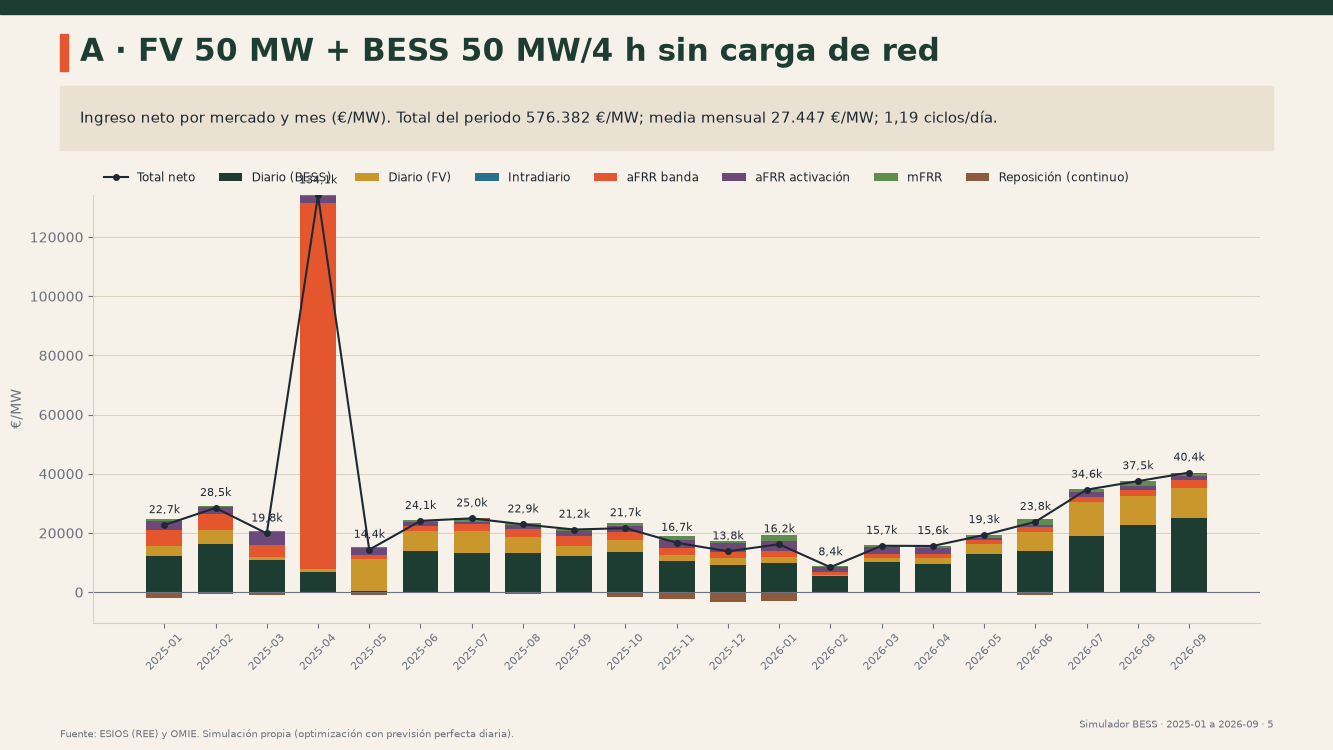 A · FV 50 MW + BESS 50 MW/4 h sin carga de red
Ingreso neto por mercado y mes (€/MW). Total del periodo 576.382 €/MW; media mensual 27.447 €/MW; 1,19 ciclos/día.
Total neto Diario (BESS) Diario (FV) Intradiario aFRR banda aFRR activación mFRR Reposición (continuo)
134,1k
120000
100000
80000
60000
40000
20000
0
€/MW
22,7k 28,5k 19,8k 14,4k 24,1k 25,0k 22,9k 21,2k 21,7k 16,7k 13,8k 16,2k 8,4k 15,7k 15,6k 19,3k 23,8k 34,6k 37,5k 40,4k
2025-01 2025-02 2025-03 2025-04 2025-05 2025-06 2025-07 2025-08 2025-09 2025-10 2025-11 2025-12 2026-01 2026-02 2026-03 2026-04 2026-05 2026-06 2026-07 2026-08 2026-09
Simulador BESS · 2025-01 a 2026-09 · 5
Fuente: ESIOS (REE) y OMIE. Simulación propia (optimización con previsión perfecta diaria).